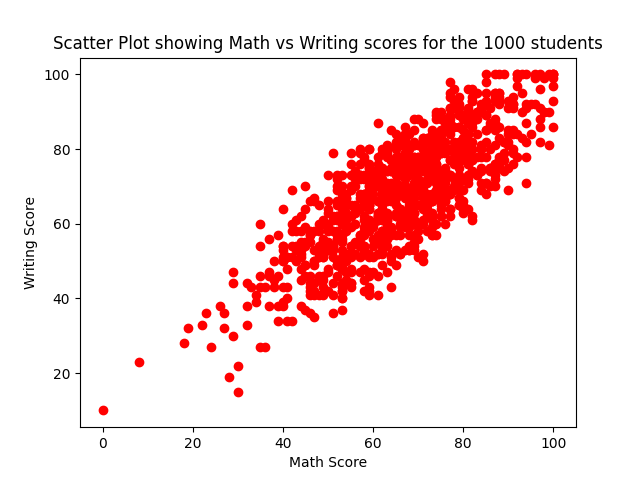 Scatter Plot showing Math vs Writing scores for the 1000 students
100
80
60
40
20
Writing Score
0 20 40 60 80 100
Math Score